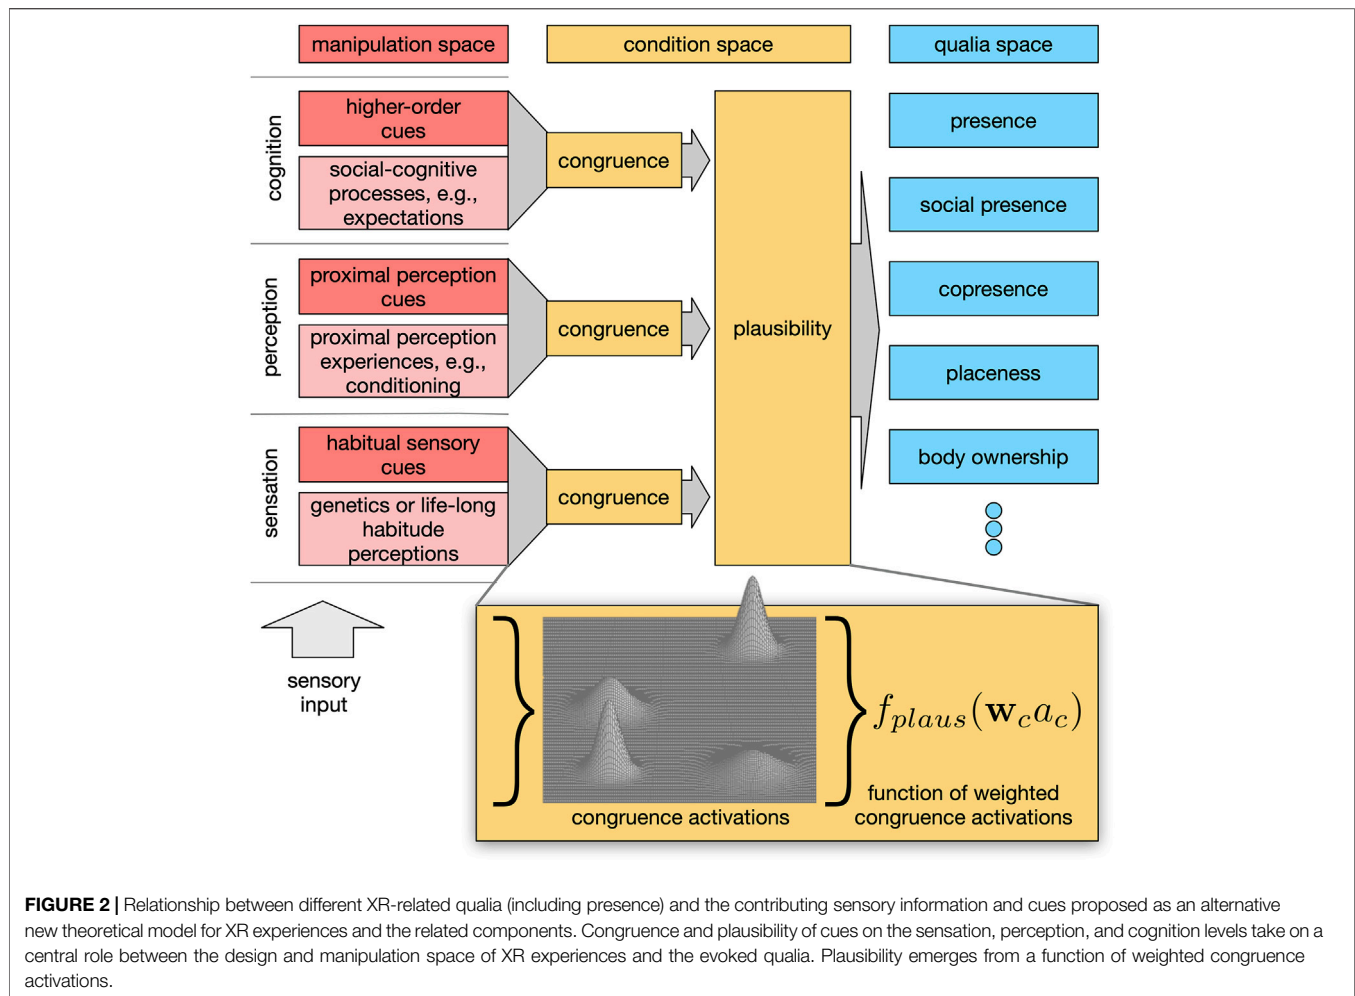 manipulation space
condition space
qualia space
cognition
higher-order
cues
social-cognitive
processes, e.g.,
expectations
congruence
perception
proximal perception
cues
proximal perception
experiences, e.g.,
conditioning
congruence
sensation
habitual sensory
cues
genetics or life-long
habitude
perceptions
congruence
plausibility
presence
social presence
copresence
placeness
body ownership
sensory
input
congruence activations
f_{plaus}(w_c a_c)
function of weighted
congruence activations
FIGURE 2 | Relationship between different XR-related qualia (including presence) and the contributing sensory information and cues proposed as an alternative
new theoretical model for XR experiences and the related components. Congruence and plausibility of cues on the sensation, perception, and cognition levels take on a
central role between the design and manipulation space of XR experiences and the evoked qualia. Plausibility emerges from a function of weighted congruence
activations.